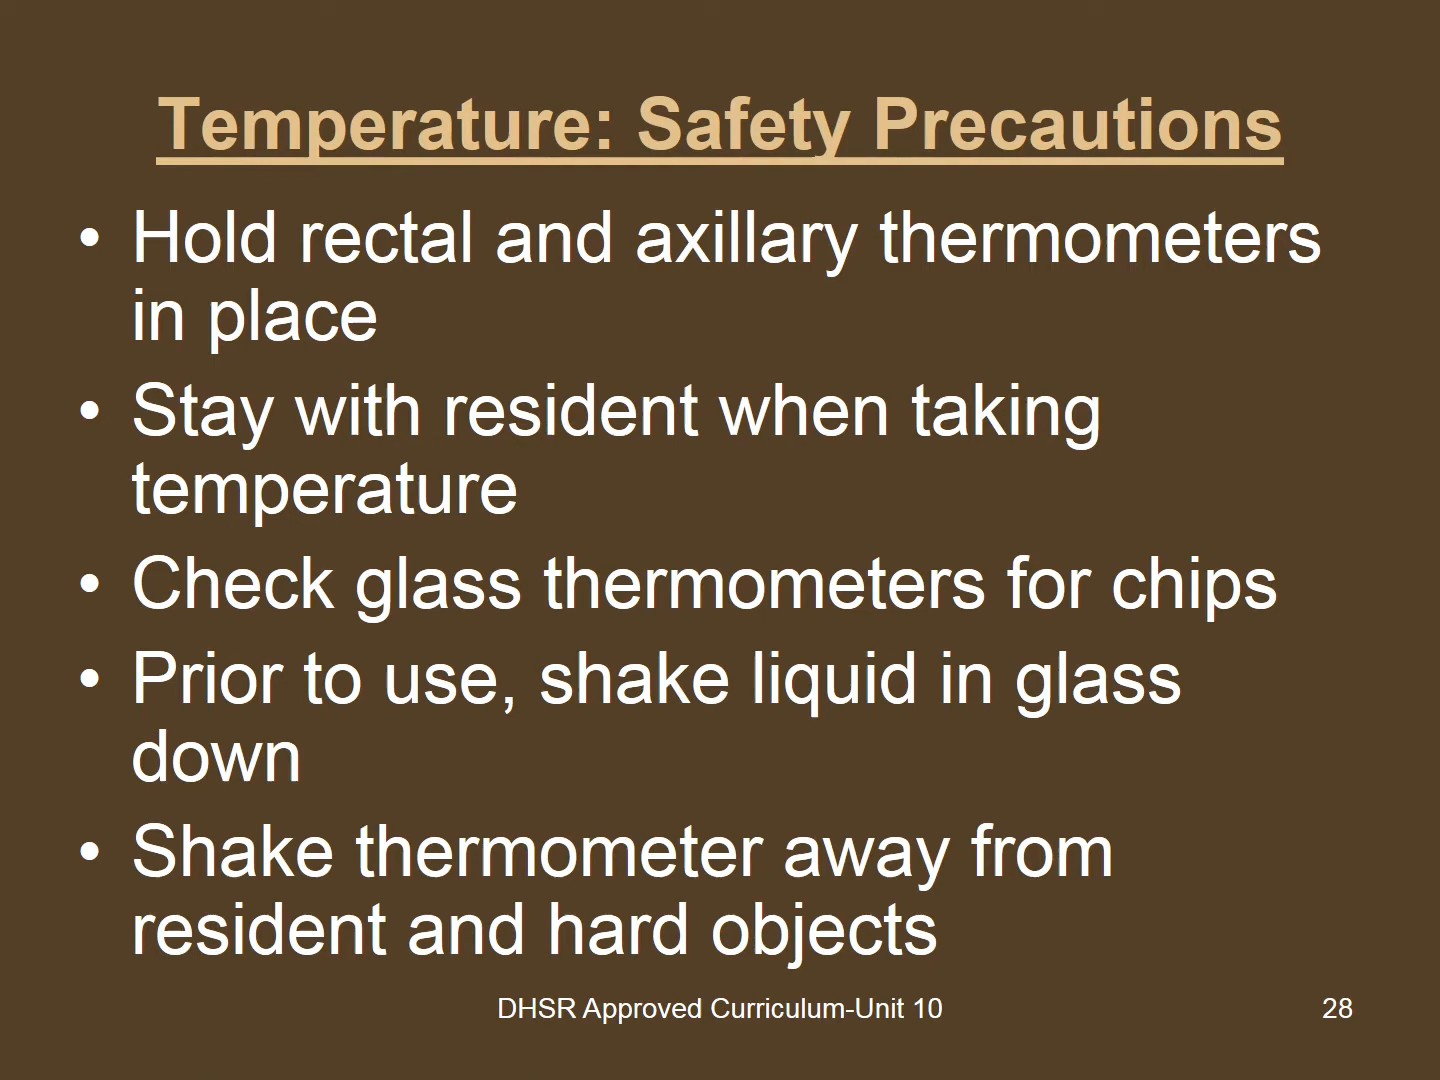 Temperature: Safety Precautions
• Hold rectal and axillary thermometers
in place
• Stay with resident when taking
temperature
• Check glass thermometers for chips
• Prior to use, shake liquid in glass
down
• Shake thermometer away from
resident and hard objects
DHSR Approved Curriculum-Unit 10
28